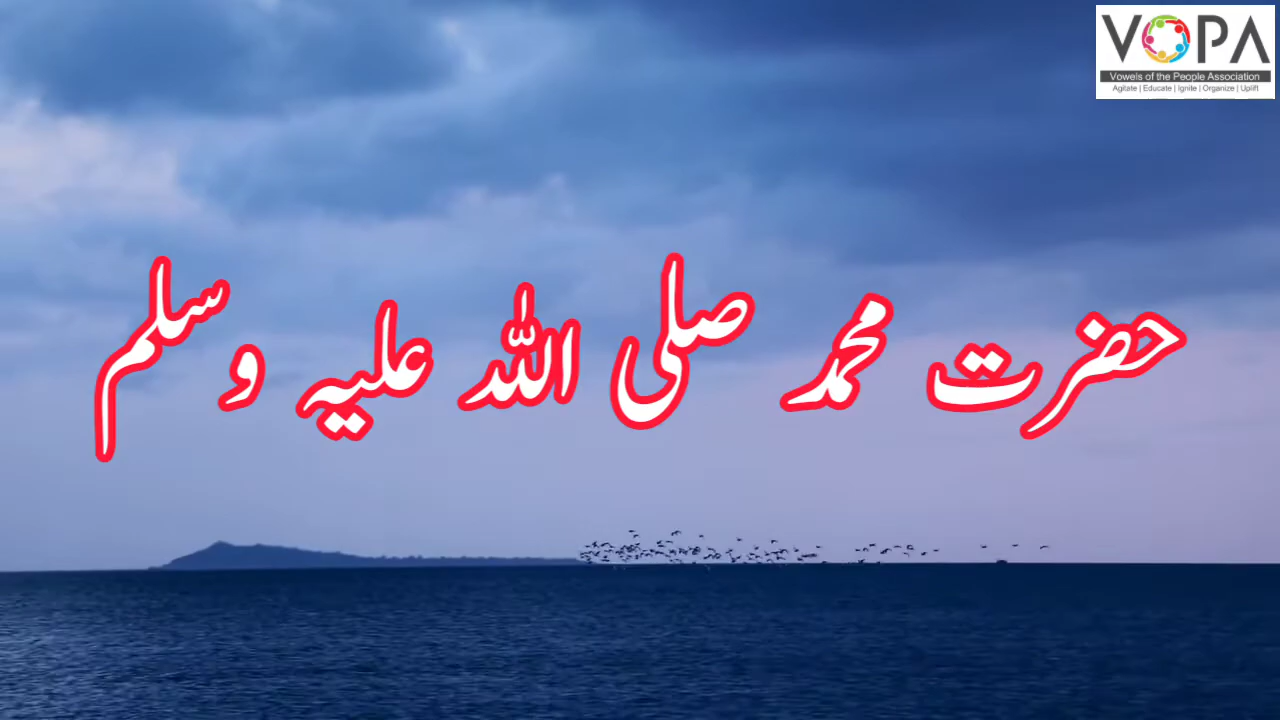 VOPA
Vowels of the People Association
Agitate | Educate | Ignite | Organize | Uplift
حضرت محمد صلی اللہ علیہ وسلم